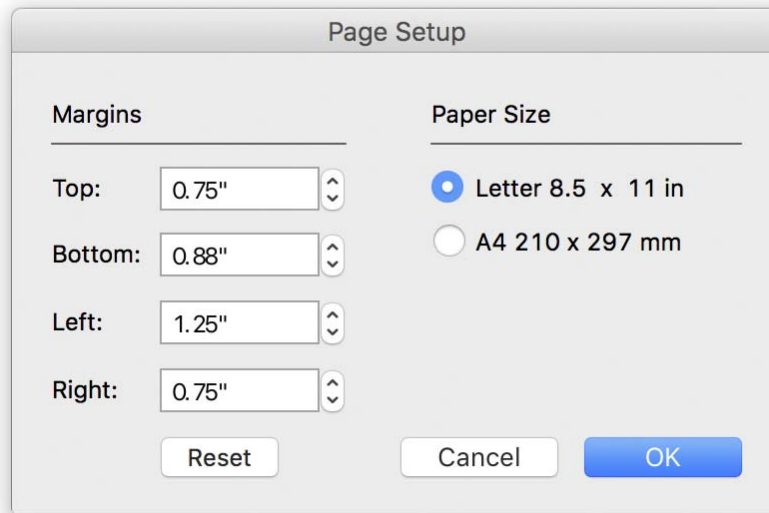 Page Setup
Margins
Top: 0.75"
Bottom: 0.88"
Left: 1.25"
Right: 0.75"
Reset
Paper Size
Letter 8.5 x 11 in
A4 210 x 297 mm
Cancel
OK